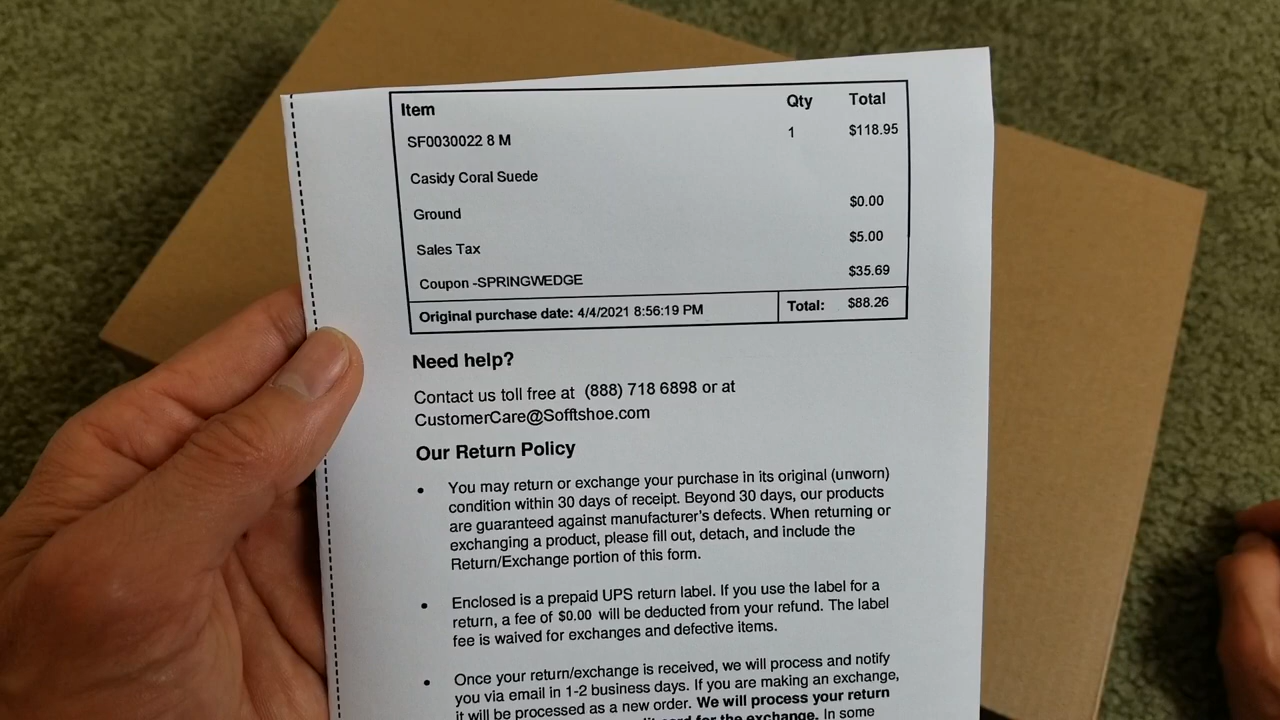 Item Qty Total
SF0030022 8 M 1 $118.95
Casidy Coral Suede
Ground $0.00
Sales Tax $5.00
Coupon -SPRINGWEDGE $35.69
Original purchase date: 4/4/2021 8:56:19 PM Total: $88.26
Need help?
Contact us toll free at (888) 718 6898 or at
CustomerCare@Sofftshoe.com
Our Return Policy
• You may return or exchange your purchase in its original (unworn)
condition within 30 days of receipt. Beyond 30 days, our products
are guaranteed against manufacturer's defects. When returning or
exchanging a product, please fill out, detach, and include the
Return/Exchange portion of this form.
• Enclosed is a prepaid UPS return label. If you use the label for a
return, a fee of $0.00 will be deducted from your refund. The label
fee is waived for exchanges and defective items.
• Once your return/exchange is received, we will process and notify
you via email in 1-2 business days. If you are making an exchange,
it will be processed as a new order. We will process your return
card for the exchange. In some